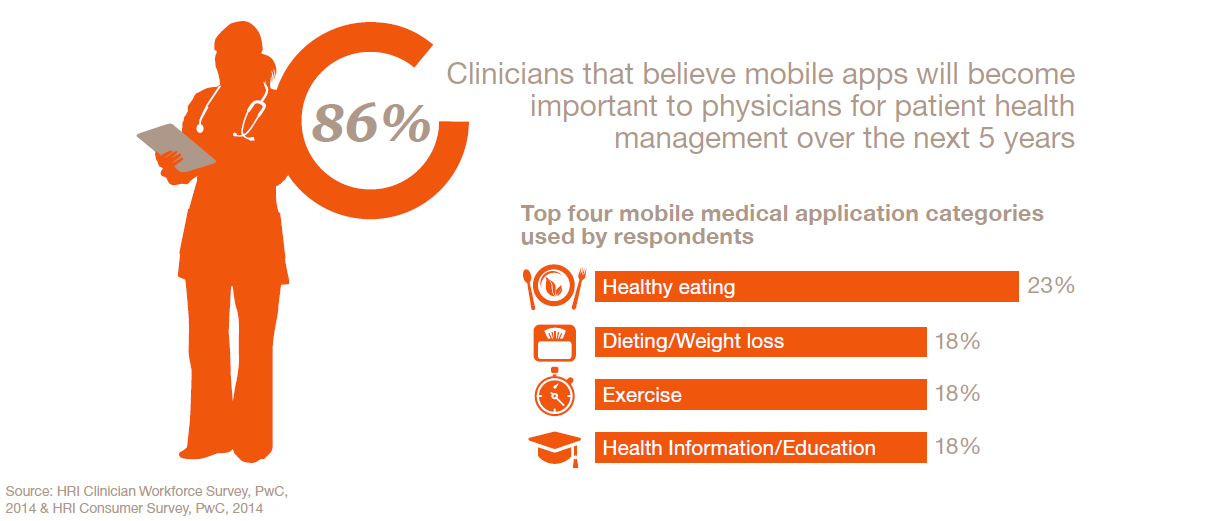 86%
Clinicians that believe mobile apps will become
important to physicians for patient health
management over the next 5 years
Top four mobile medical application categories
used by respondents
Healthy eating 23%
Dieting/Weight loss 18%
Exercise 18%
Health Information/Education 18%
Source: HRI Clinician Workforce Survey, PwC,
2014 & HRI Consumer Survey, PwC, 2014